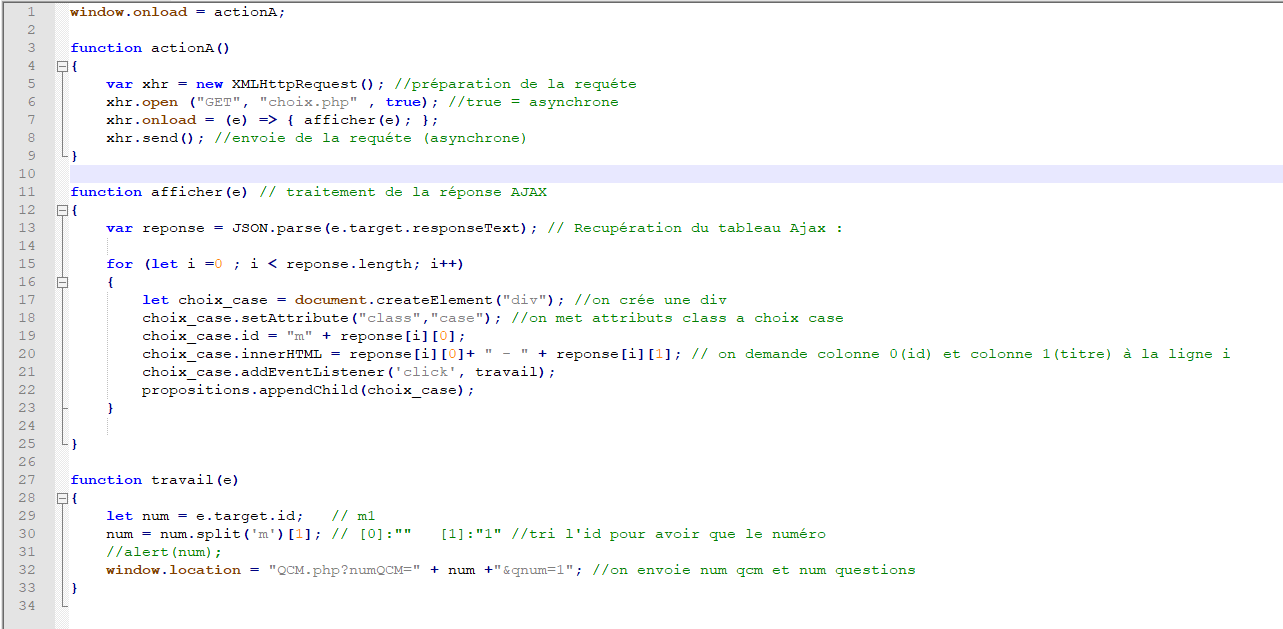 1 window.onload = actionA;
2
3 function actionA()
4 {
5 var xhr = new XMLHttpRequest(); //préparation de la requéte
6 xhr.open ("GET", "choix.php" , true); //true = asynchrone
7 xhr.onload = (e) => { afficher(e); };
8 xhr.send(); //envoie de la requéte (asynchrone)
9 }
10
11 function afficher(e) // traitement de la réponse AJAX
12 {
13 var reponse = JSON.parse(e.target.responseText); // Recupération du tableau Ajax :
14
15 for (let i =0 ; i < reponse.length; i++)
16 {
17 let choix_case = document.createElement("div"); //on crée une div
18 choix_case.setAttribute("class","case"); //on met attributs class a choix case
19 choix_case.id = "m" + reponse[i][0];
20 choix_case.innerHTML = reponse[i][0]+ " - " + reponse[i][1]; // on demande colonne 0(id) et colonne 1(titre) à la ligne i
21 choix_case.addEventListener('click', travail);
22 propositions.appendChild(choix_case);
23 }
24
25 }
26
27 function travail(e)
28 {
29 let num = e.target.id; // m1
30 num = num.split('m')[1]; // [0]:"" [1]:"1" //tri l'id pour avoir que le numéro
31 //alert(num);
32 window.location = "QCM.php?numQCM=" + num +"&qnum=1"; //on envoie num qcm et num questions
33 }
34